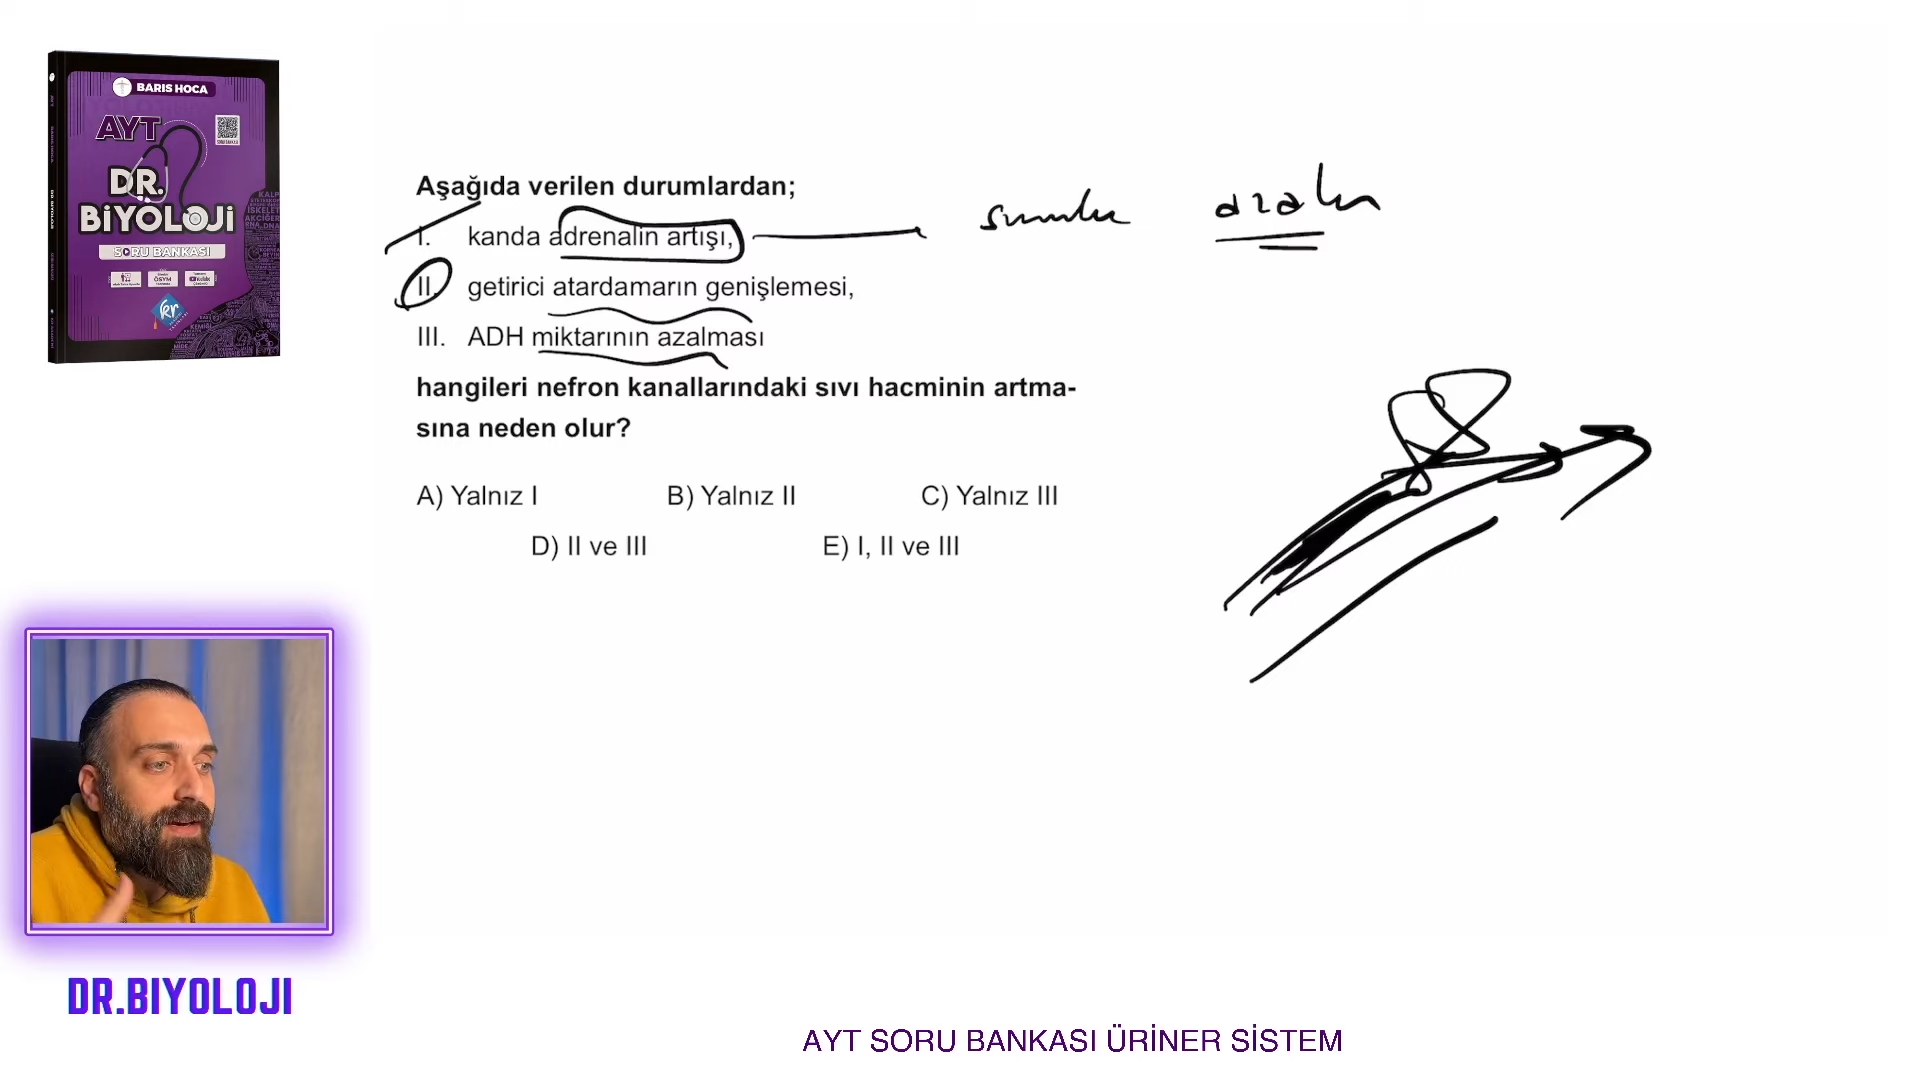 BARIS HOCA
AYT
DR.
BİYOLOJİ
SORU BANKASI
Aşağıda verilen durumlardan;
I. kanda adrenalin artışı,
azalır
II. getirici atardamarın genişlemesi,
III. ADH miktarının azalması
hangileri nefron kanallarındaki sıvı hacminin artma-
sına neden olur?
A) Yalnız I B) Yalnız II C) Yalnız III
D) II ve III E) I, II ve III
DR.BIYOLOJI
AYT SORU BANKASI ÜRİNER SİSTEM